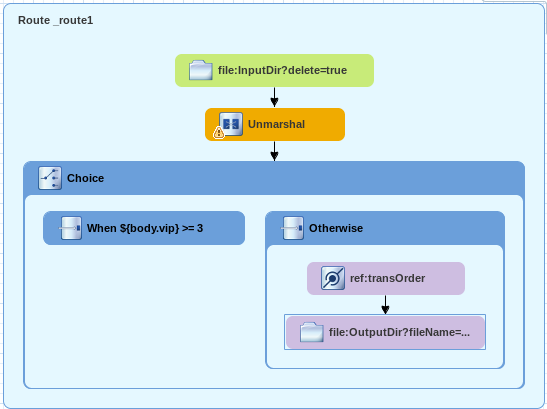 Route _route1
file:InputDir?delete=true
Unmarshal
Choice
When ${body.vip} >= 3
Otherwise
ref:transOrder
file:OutputDir?fileName=...